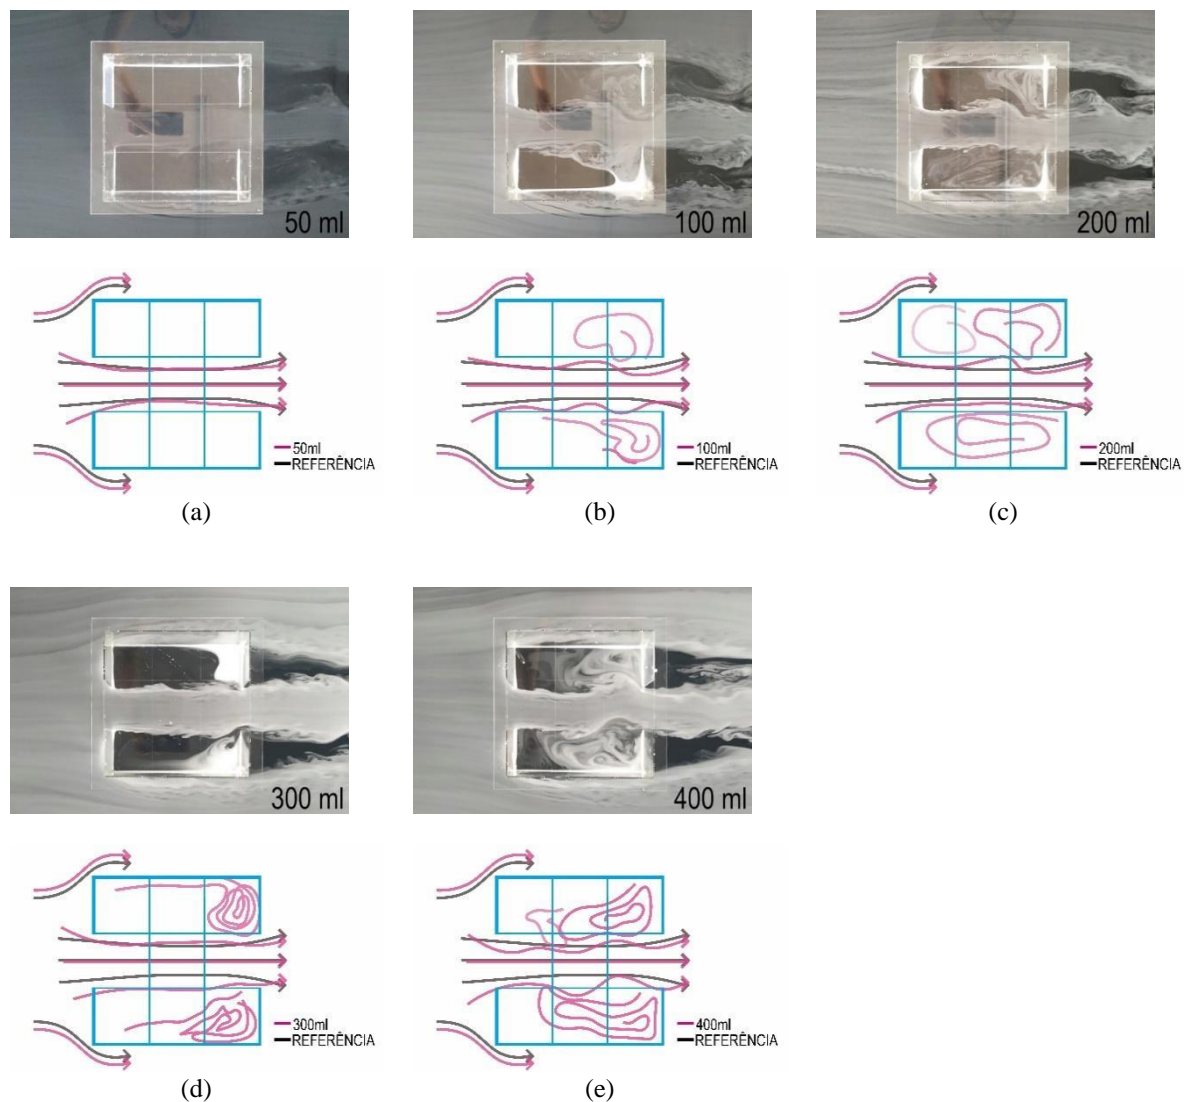 50 ml
100 ml
200 ml
50ml
REFERÊNCIA
100ml
REFERÊNCIA
200ml
REFERÊNCIA
(a)
(b)
(c)
300 ml
400 ml
300ml
REFERÊNCIA
400ml
REFERÊNCIA
(d)
(e)